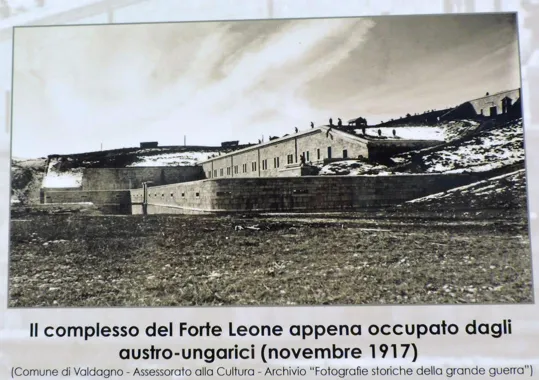 Il complesso del Forte Leone appena occupato dagli
austro-ungarici (novembre 1917)
(Comune di Valdagno - Assessorato alla Cultura - Archivio "Fotografie storiche della grande guerra")